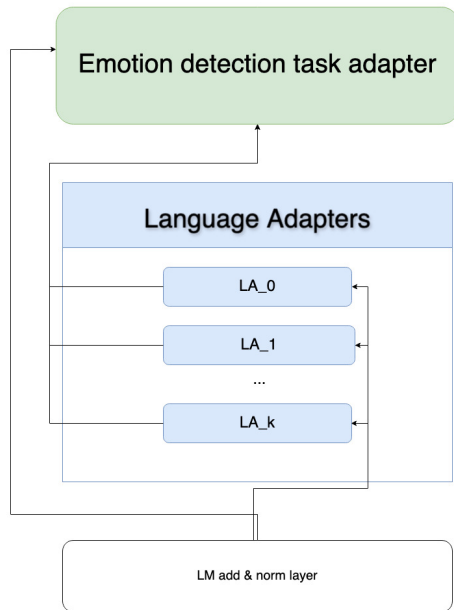 Emotion detection task adapter
Language Adapters
LA_0
LA_1
...
LA_k
LM add & norm layer